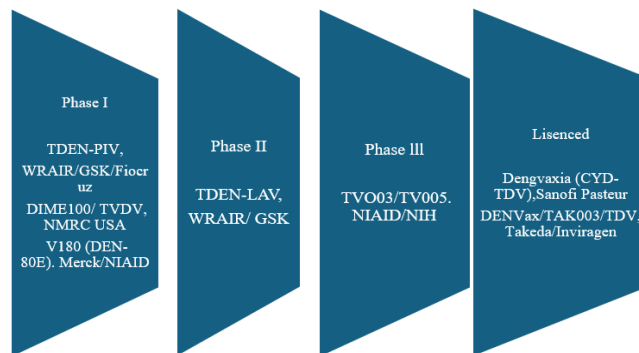 Phase I
TDEN-PIV,
WRAIR/GSK/Fiocr
uz
DIME100/ TVDV,
NMRC USA
V180 (DEN-
80E). Merck/NIAID
Phase II
TDEN-LAV,
WRAIR/ GSK
Phase lll
TVO03/TV005.
NIAID/NIH
Lisenced
Dengvaxia (CYD-
TDV),Sanofi Pasteur
DENVax/TAK003/TDV,
Takeda/Inviragen